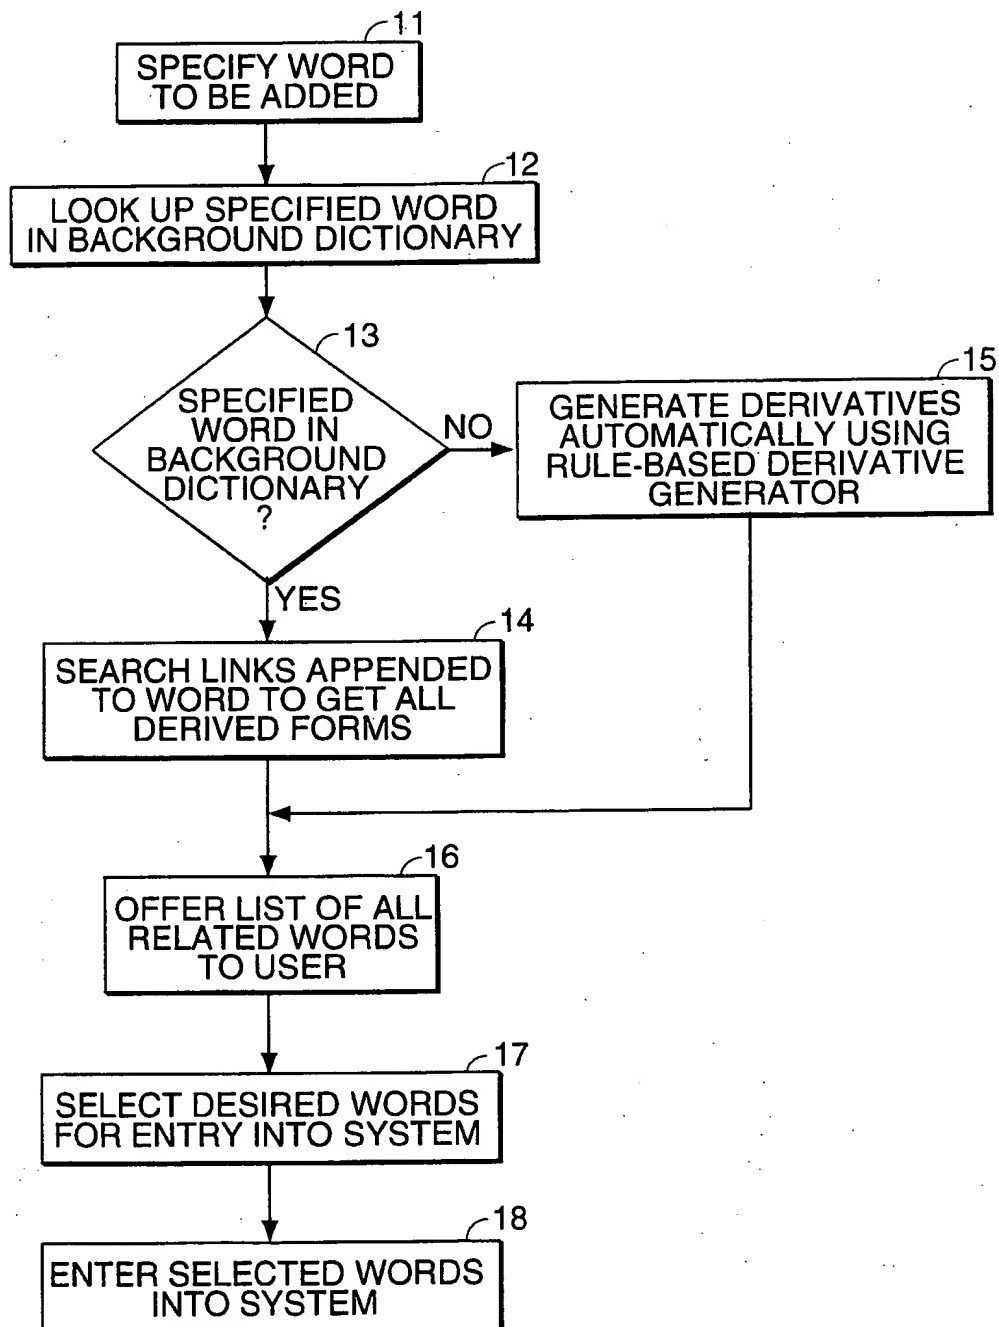 11
SPECIFY WORD
TO BE ADDED
12
LOOK UP SPECIFIED WORD
IN BACKGROUND DICTIONARY
13
SPECIFIED
WORD IN
BACKGROUND
DICTIONARY
?
NO
15
GENERATE DERIVATIVES
AUTOMATICALLY USING
RULE-BASED DERIVATIVE
GENERATOR
YES
14
SEARCH LINKS APPENDED
TO WORD TO GET ALL
DERIVED FORMS
16
OFFER LIST OF ALL
RELATED WORDS
TO USER
17
SELECT DESIRED WORDS
FOR ENTRY INTO SYSTEM
18
ENTER SELECTED WORDS
INTO SYSTEM